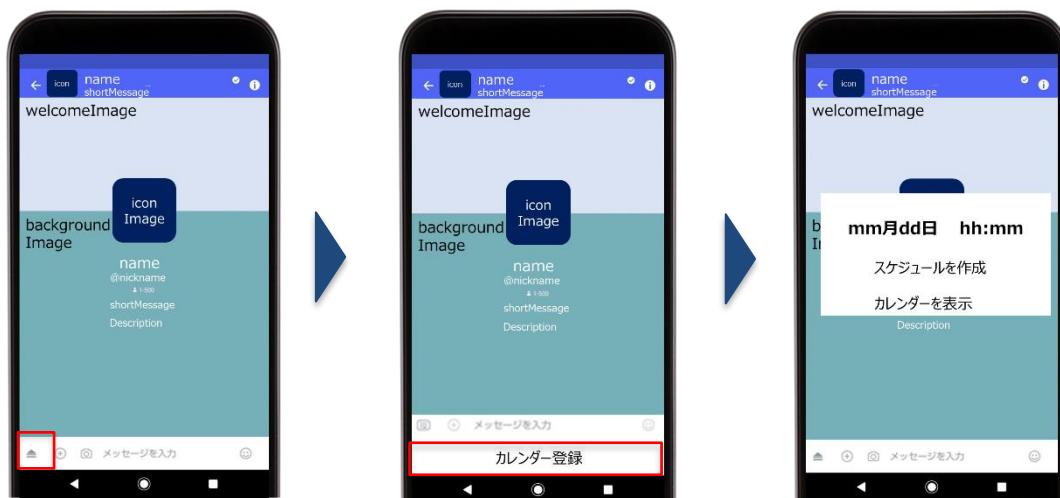 icon
name
shortMessage
welcomeImage
icon
Image
background
Image
name
@nickname
1-500
shortMessage
Description
メッセージを入力
icon
name
shortMessage
welcomeImage
icon
Image
background
Image
name
@nickname
1-500
shortMessage
Description
メッセージを入力
カレンダー登録
icon
name
shortMessage
welcomeImage
b
mm月dd日 hh:mm
スケジュールを作成
カレンダーを表示
Description
メッセージを入力